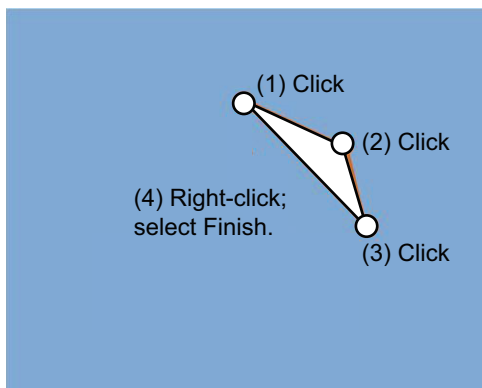 (1) Click
(2) Click
(4) Right-click;
select Finish.
(3) Click